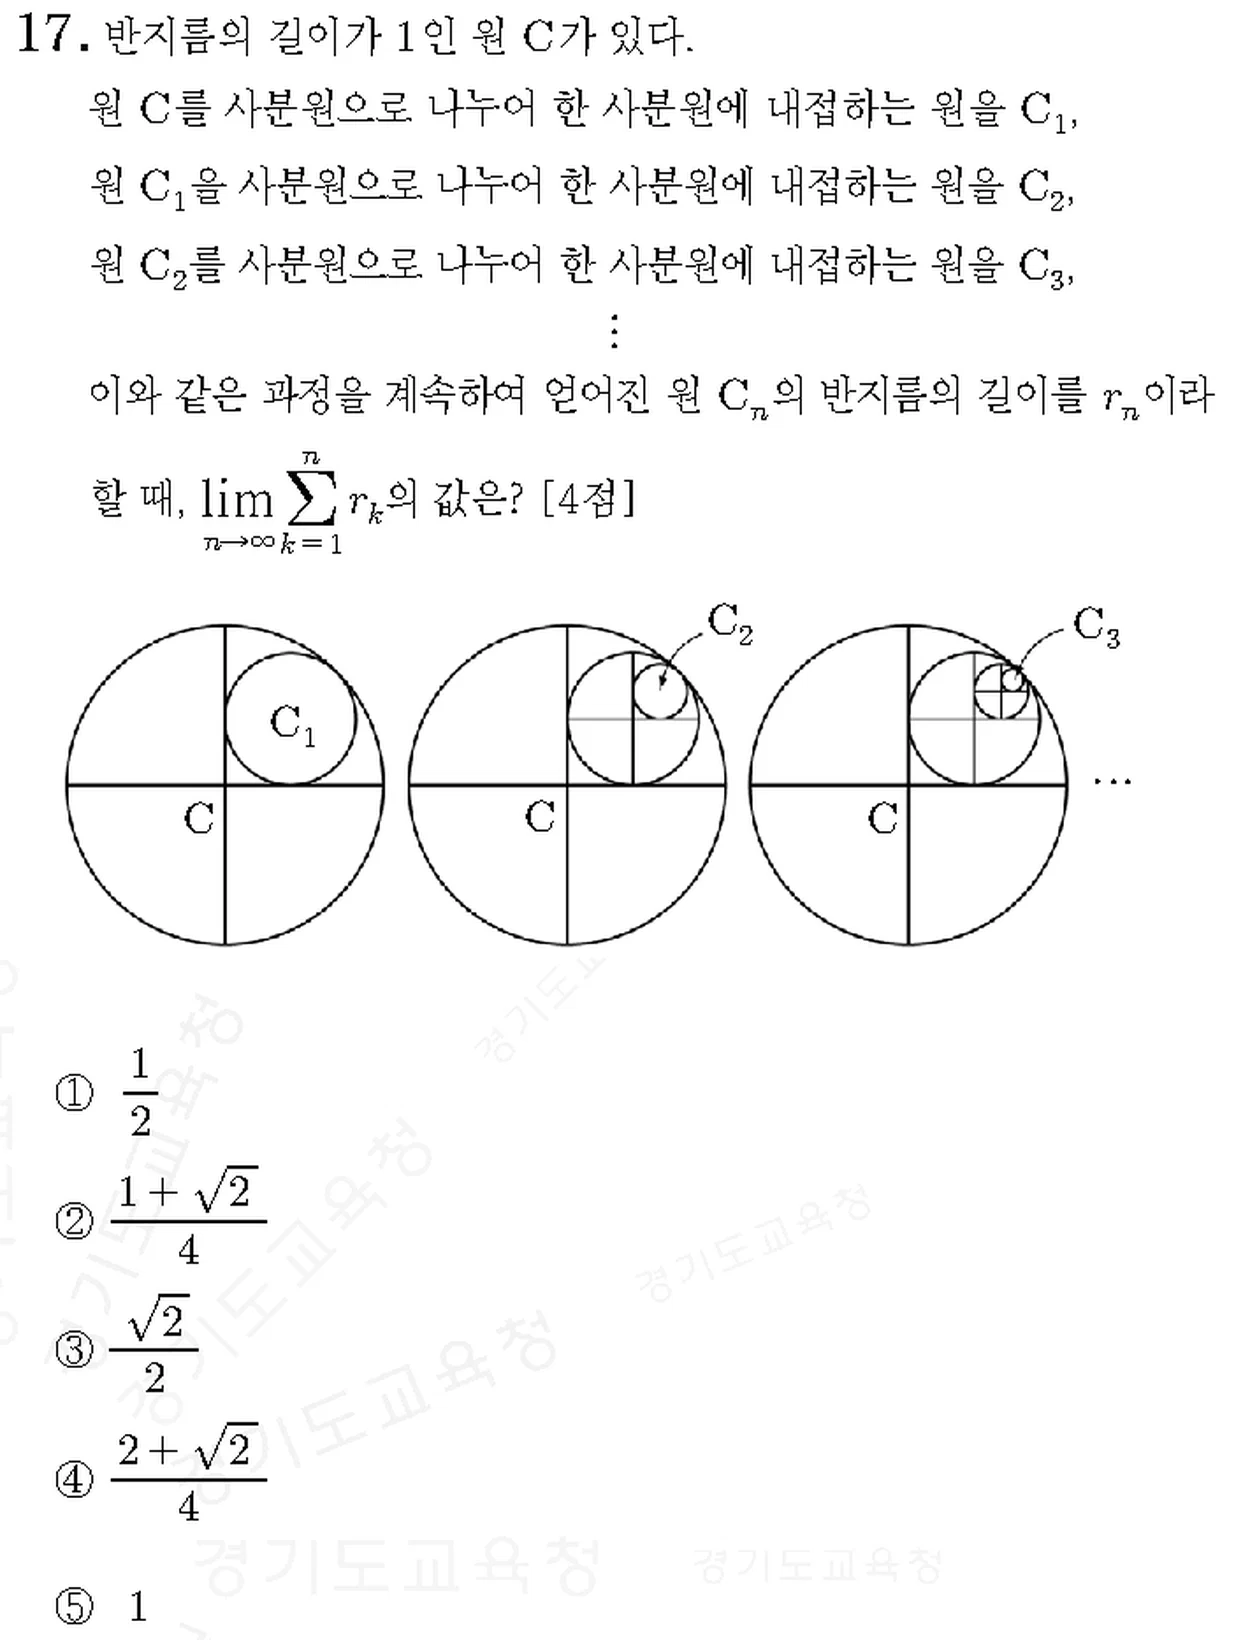 17. 반지름의 길이가 1인 원 C가 있다.
원 C를 사분원으로 나누어 한 사분원에 내접하는 원을 C₁,
원 C₁을 사분원으로 나누어 한 사분원에 내접하는 원을 C₂,
원 C₂를 사분원으로 나누어 한 사분원에 내접하는 원을 C₃,
⋮
이와 같은 과정을 계속하여 얻어진 원 Cₙ의 반지름의 길이를 rₙ이라
할 때, lim_{n→∞} ∑_{k=1}^{n} r_k의 값은? [4점]
C₁ C
C₂ C
C₃ C
⋯
① 1/2
② (1+√2)/4
③ √2/2
④ (2+√2)/4
⑤ 1
경기도교육청
경기도교육청
경기도교육청
경기도교육청
경기도교육청
경기도교육청